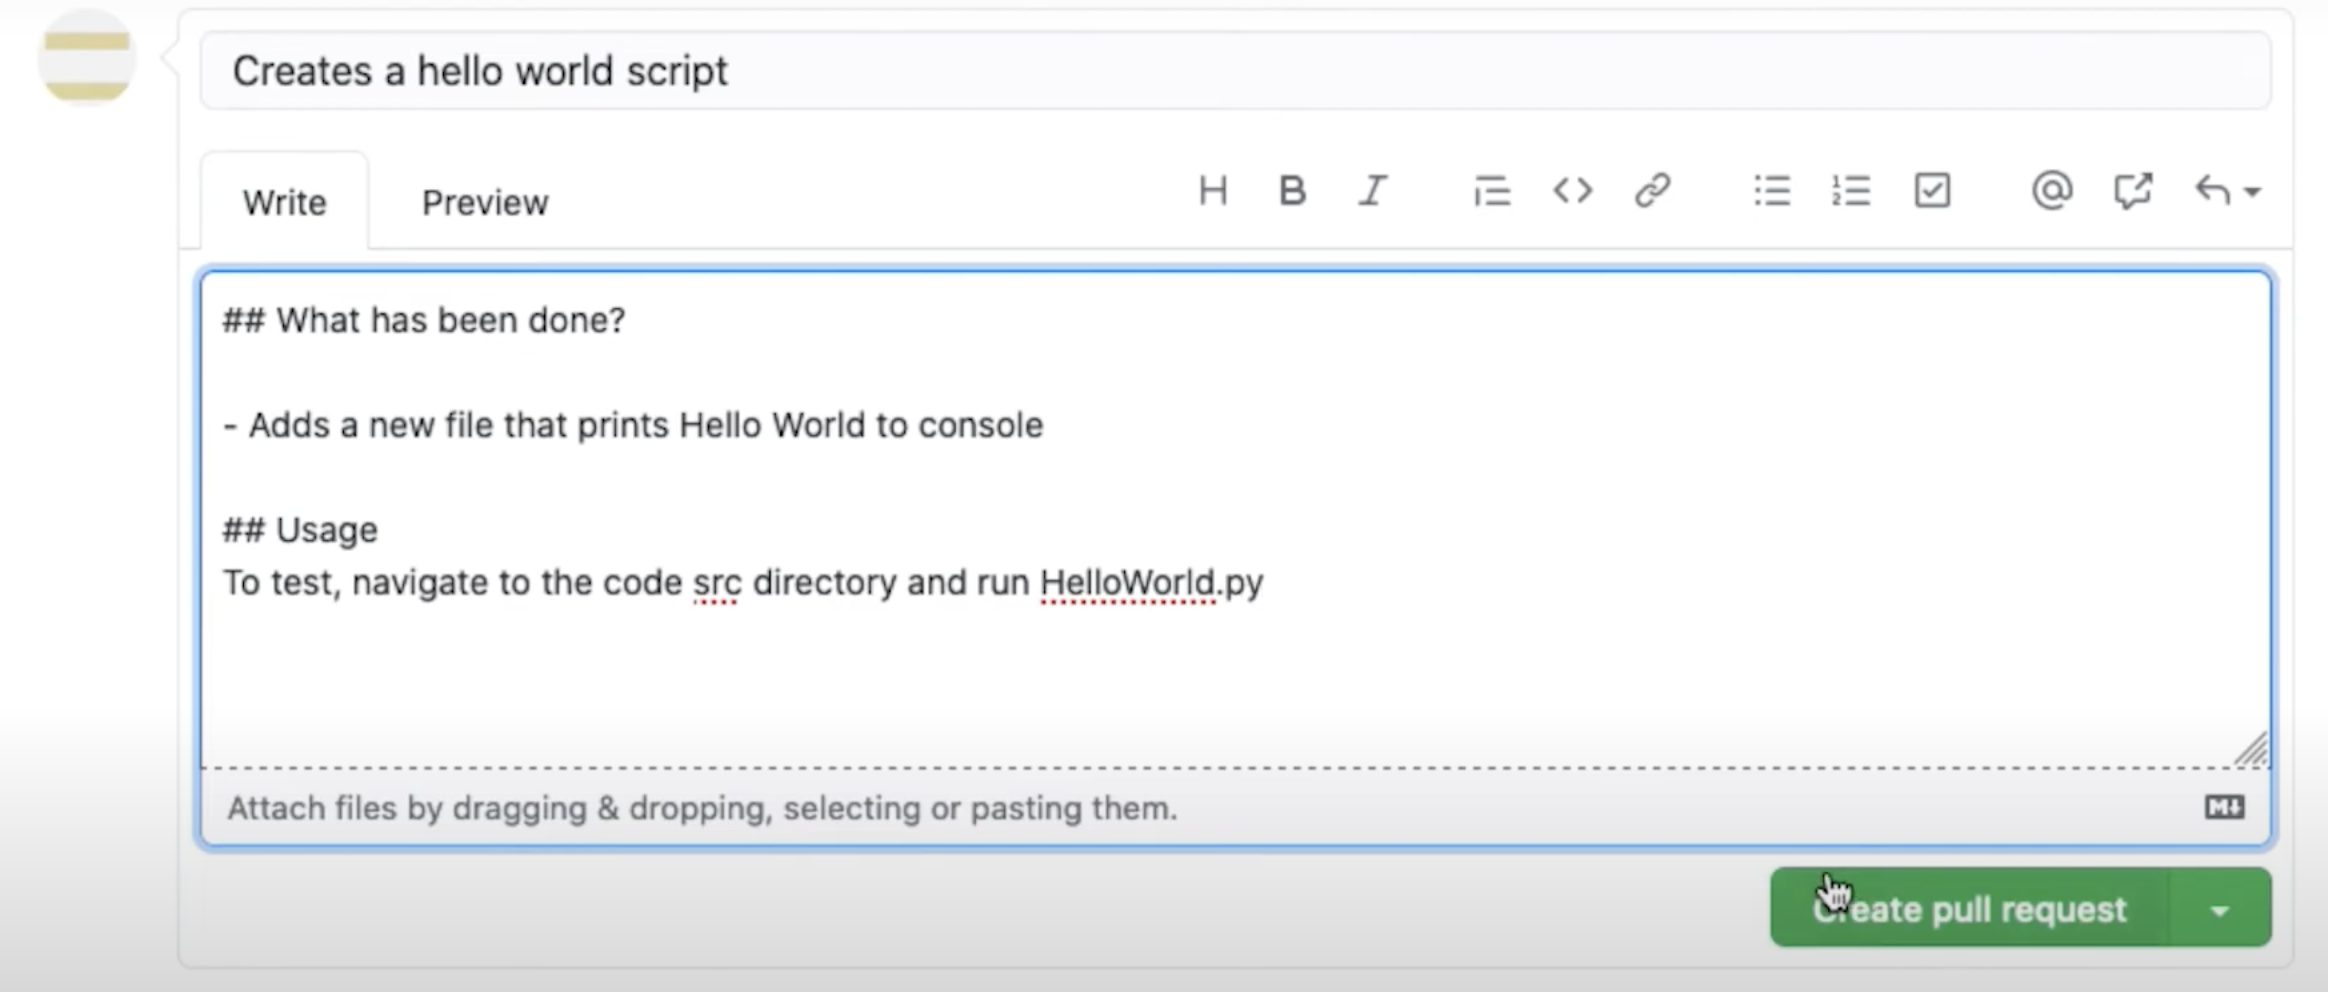 Creates a hello world script
Write Preview H B I
## What has been done?
- Adds a new file that prints Hello World to console
## Usage
To test, navigate to the code src directory and run HelloWorld.py
Attach files by dragging & dropping, selecting or pasting them.
M↓
Create pull request